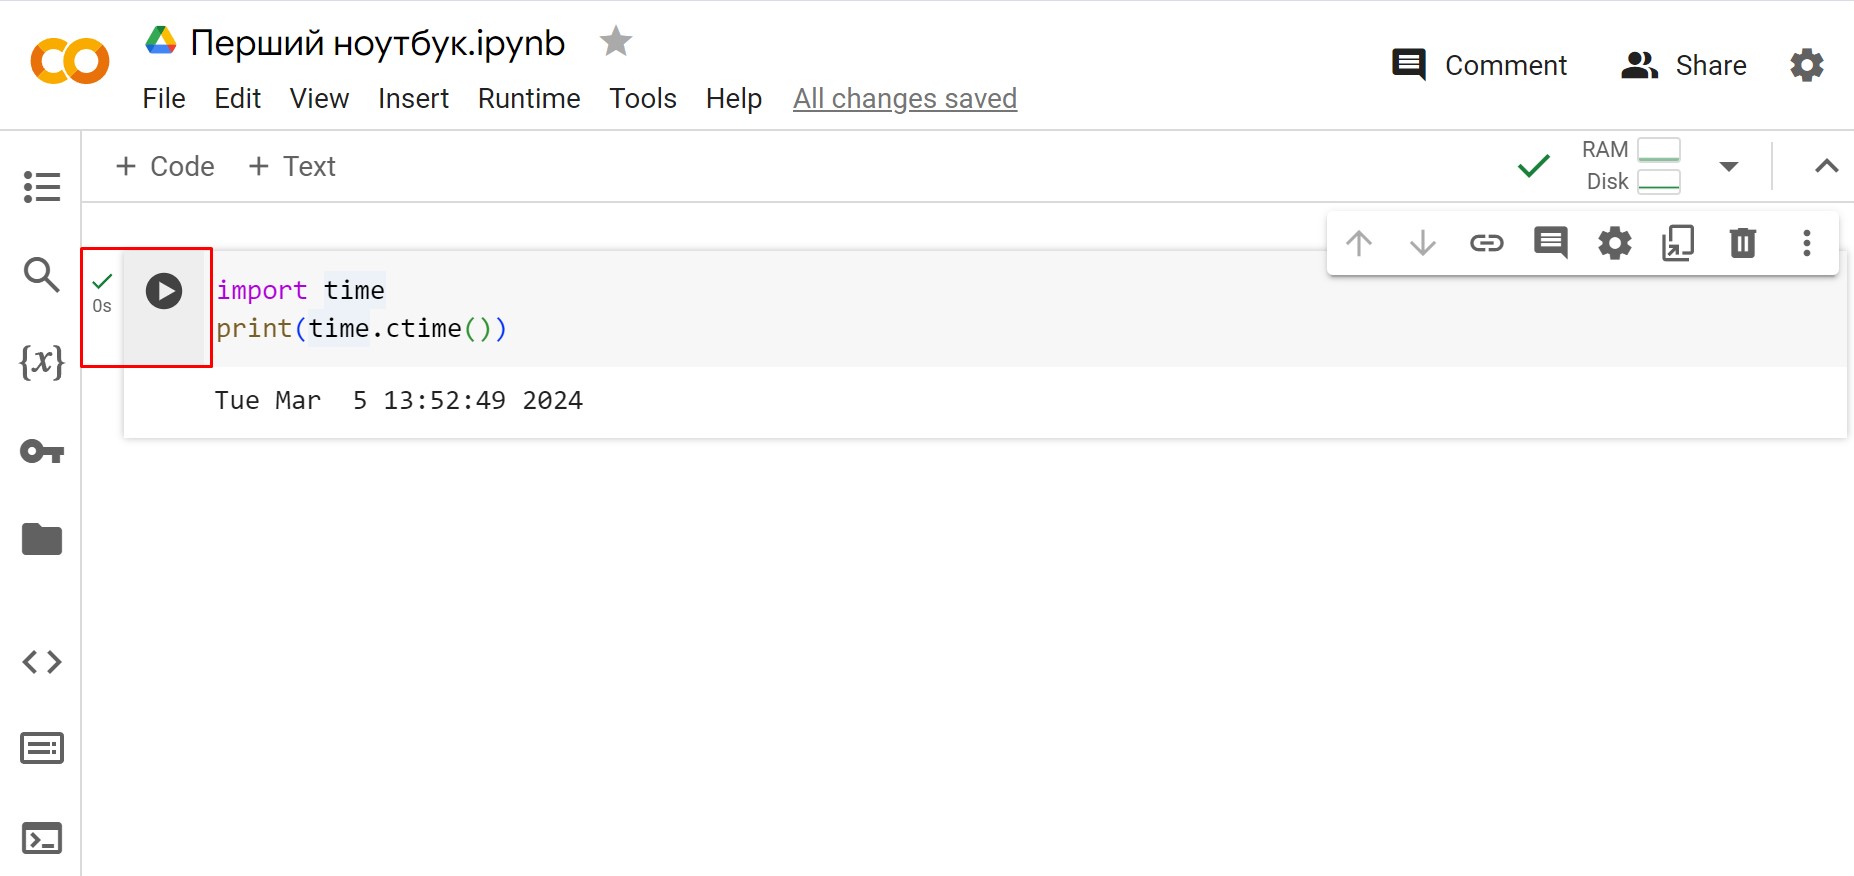 Перший ноутбук.ipynb
Comment Share
File Edit View Insert Runtime Tools Help All changes saved
+ Code + Text
RAM
Disk
import time
0s
print(time.ctime())
{x}
Tue Mar  5 13:52:49 2024